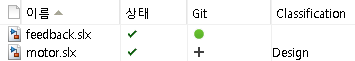 이름 상태 Git Classification
feedback.slx
motor.slx Design